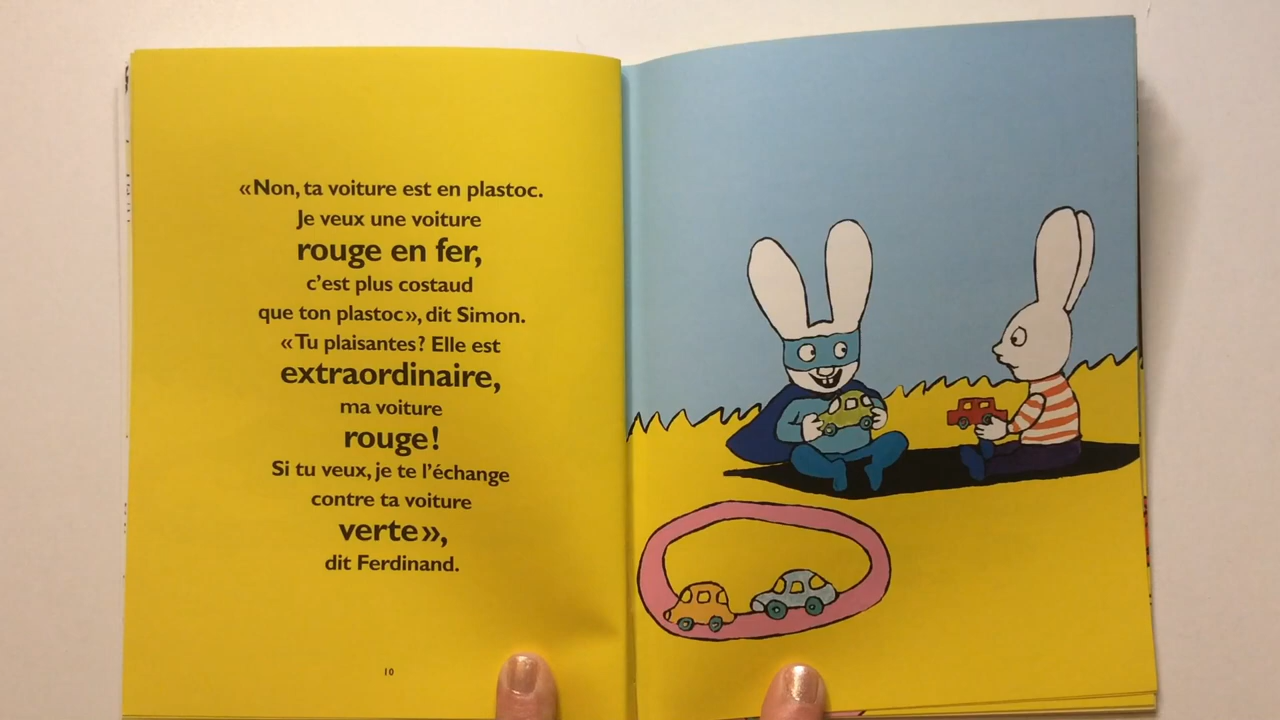 «Non, ta voiture est en plastoc.
Je veux une voiture
rouge en fer,
c'est plus costaud
que ton plastoc», dit Simon.
«Tu plaisantes? Elle est
extraordinaire,
ma voiture
rouge!
Si tu veux, je te l'échange
contre ta voiture
verte»,
dit Ferdinand.
10